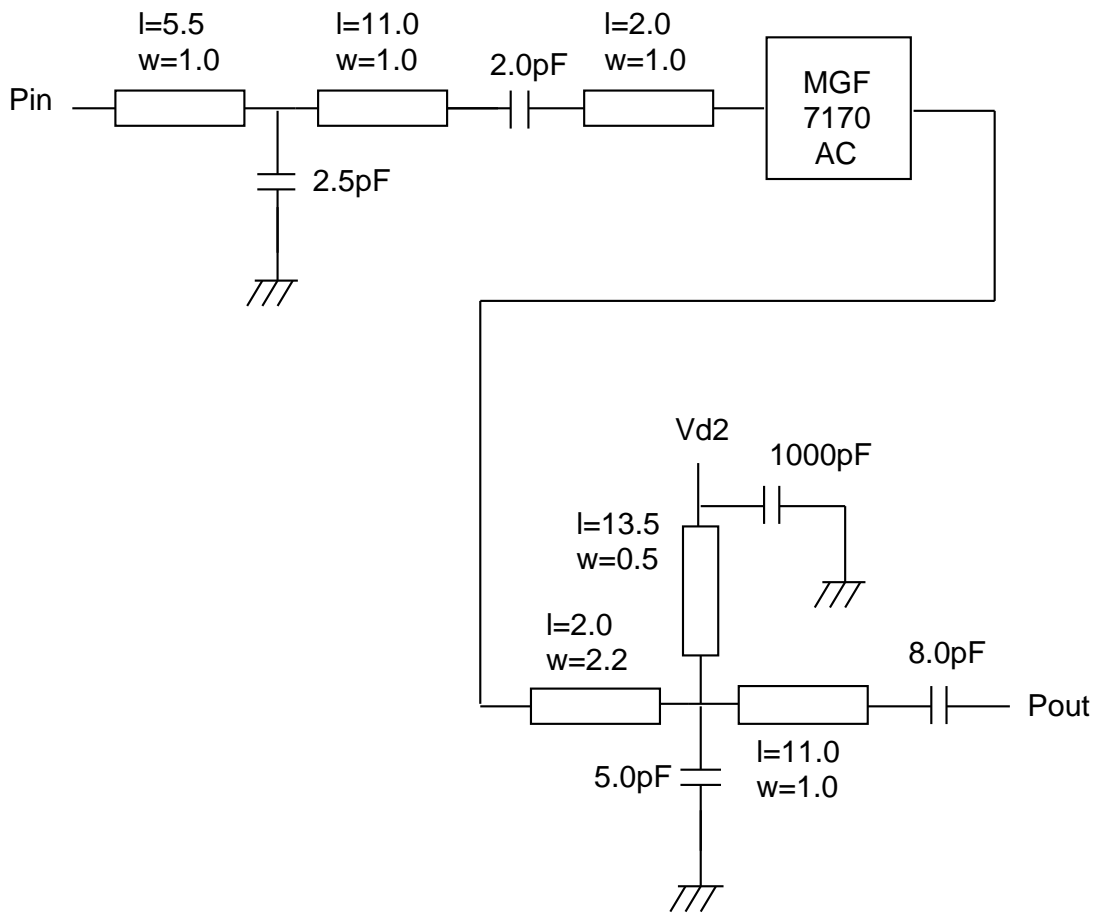 l=5.5
w=1.0
l=11.0
w=1.0
2.0pF
l=2.0
w=1.0
Pin
MGF
7170
AC
2.5pF
Vd2
1000pF
l=13.5
w=0.5
l=2.0
w=2.2
8.0pF
Pout
5.0pF
l=11.0
w=1.0